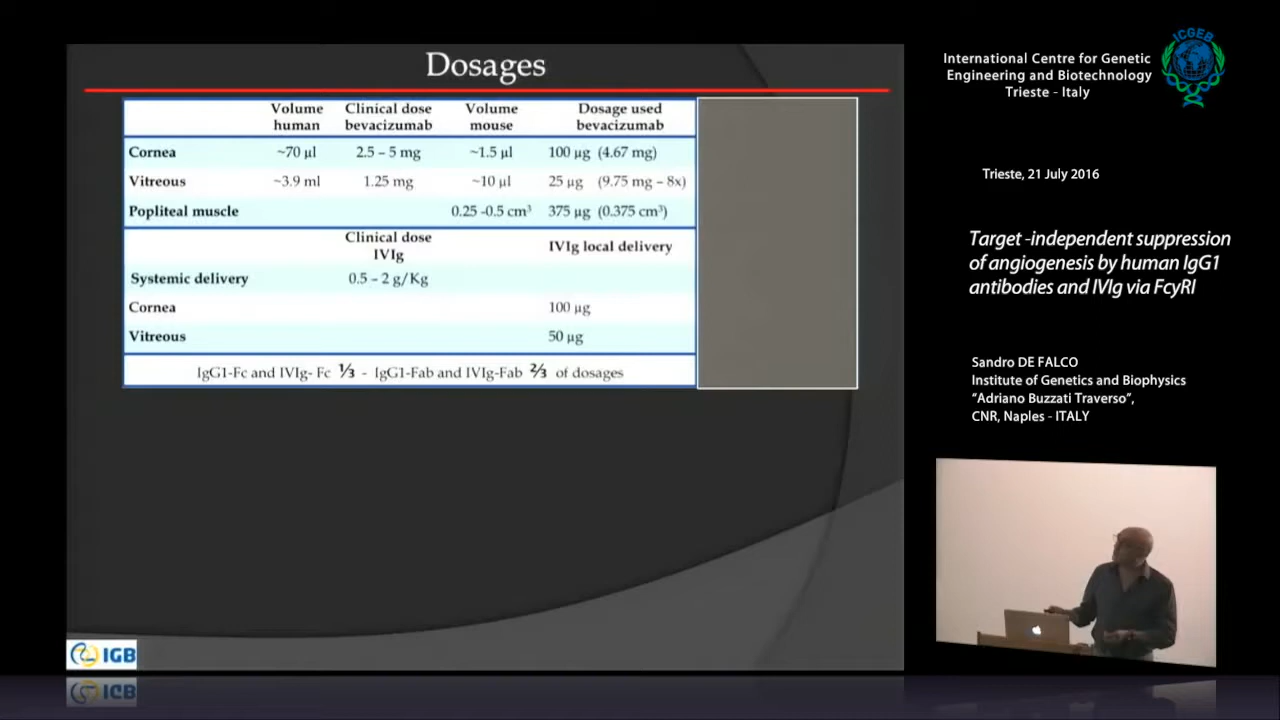 Dosages
Volume human Clinical dose bevacizumab Volume mouse Dosage used bevacizumab
Cornea ~70 µl 2.5 – 5 mg ~1.5 µl 100 µg (4.67 mg)
Vitreous ~3.9 ml 1.25 mg ~10 µl 25 µg (9.75 mg – 8x)
Popliteal muscle 0.25 -0.5 cm³ 375 µg (0.375 cm³)
Clinical dose IVIg IVIg local delivery
Systemic delivery 0.5 – 2 g/Kg
Cornea 100 µg
Vitreous 50 µg
IgG1-Fc and IVIg- Fc ⅓ - IgG1-Fab and IVIg-Fab ⅔ of dosages
IGB
ICGEB
International Centre for Genetic
Engineering and Biotechnology
Trieste - Italy
Trieste, 21 July 2016
Target -independent suppression
of angiogenesis by human IgG1
antibodies and IVIg via FcγRI
Sandro DE FALCO
Institute of Genetics and Biophysics
“Adriano Buzzati Traverso”,
CNR, Naples - ITALY